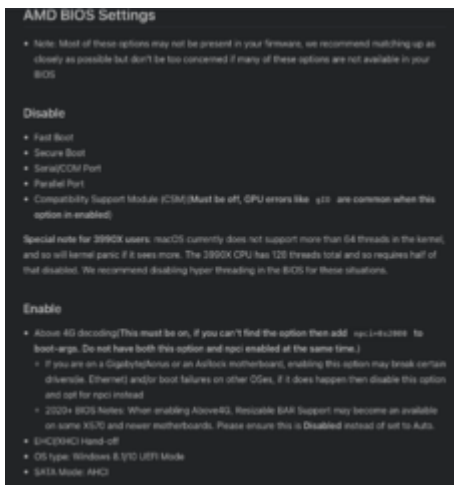 AMD BIOS Settings
• Note: Most of these options may not be present in your firmware, we recommend matching up as
closely as possible but don't be too concerned if many of these options are not available in your
BIOS
Disable
• Fast Boot
• Secure Boot
• Serial/COM Port
• Parallel Port
• Compatibility Support Module (CSM)(Must be off, GPU errors like gIO are common when this
option in enabled)
Special note for 3990X users: macOS currently does not support more than 64 threads in the kernel,
and so will kernel panic if it sees more. The 3990X CPU has 128 threads total and so requires half of
that disabled. We recommend disabling hyper threading in the BIOS for these situations.
Enable
• Above 4G decoding(This must be on, if you can't find the option then add npci=0x2000 to
boot-args. Do not have both this option and npci enabled at the same time.)
◦ If you are on a Gigabyte/Aorus or an AsRock motherboard, enabling this option may break certain
drivers(ie. Ethernet) and/or boot failures on other OSes, if it does happen then disable this option
and opt for npci instead
◦ 2020+ BIOS Notes: When enabling Above4G, Resizable BAR Support may become an available
on some X570 and newer motherboards. Please ensure this is Disabled instead of set to Auto.
• EHCI/XHCI Hand-off
• OS type: Windows 8.1/10 UEFI Mode
• SATA Mode: AHCI